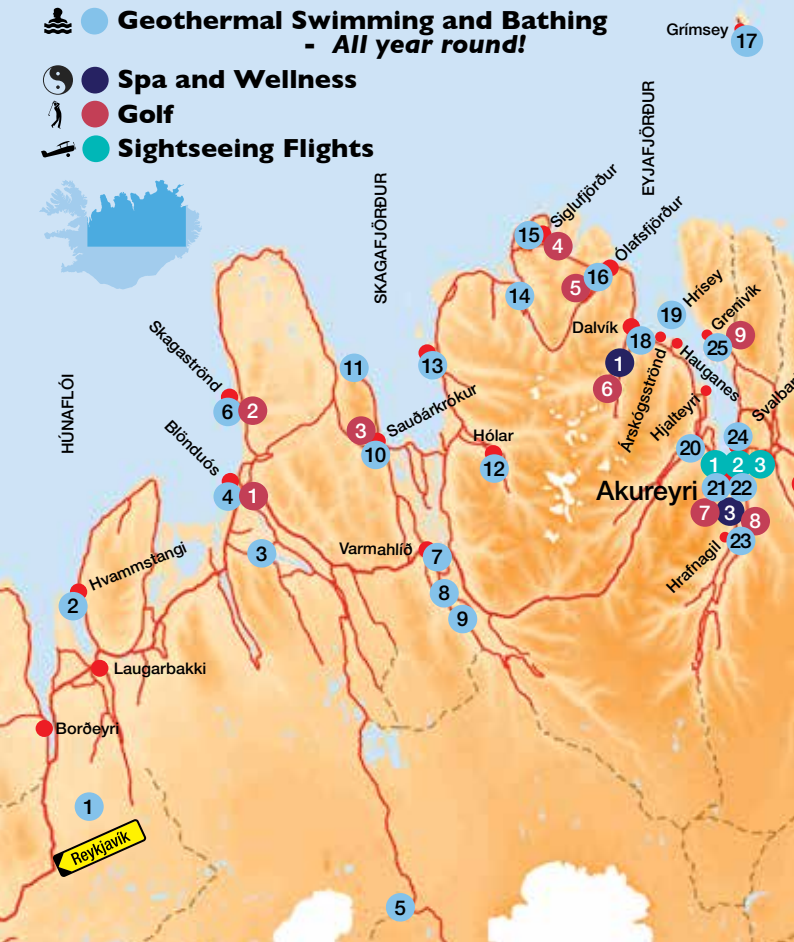 Geothermal Swimming and Bathing
- All year round!
Spa and Wellness
Golf
Sightseeing Flights
Grímsey
17
EYJAFJÖRÐUR
SKAGAFJÖRÐUR
HÚNAFLÓI
Siglufjörður
15
4
Ólafsfjörður
16
5
14
Hrísey
19
Grenivík
9
25
Dalvík
18
1
6
Árskógsströnd
Hauganes
Hjalteyri
Svalbar
13
11
Skagaströnd
6
2
3
Sauðárkrókur
10
Hólar
12
20
24
1
2
3
Akureyri
21
22
7
3
8
23
Hrafnagil
Blönduós
4
1
3
Varmahlíð
7
8
9
Hvammstangi
2
Laugarbakki
Borðeyri
1
Reykjavík
5